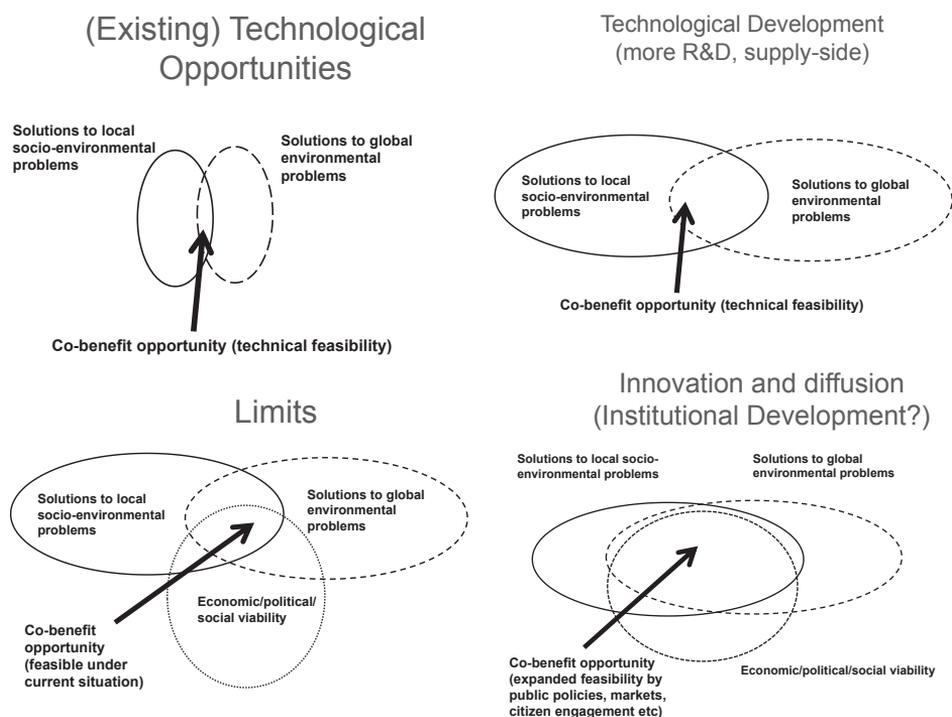 (Existing) Technological
Opportunities
Solutions to local
socio-environmental
problems
Solutions to global
environmental
problems
Co-benefit opportunity (technical feasibility)
Technological Development
(more R&D, supply-side)
Solutions to local
socio-environmental
problems
Solutions to global
environmental
problems
Co-benefit opportunity (technical feasibility)
Limits
Solutions to local
socio-environmental
problems
Solutions to global
environmental
problems
Economic/political/
social viability
Co-benefit
opportunity
(feasible under
current situation)
Innovation and diffusion
(Institutional Development?)
Solutions to local socio-
environmental problems
Solutions to global
environmental problems
Co-benefit opportunity
(expanded feasibility by
public policies, markets,
citizen engagement etc)
Economic/political/social viability